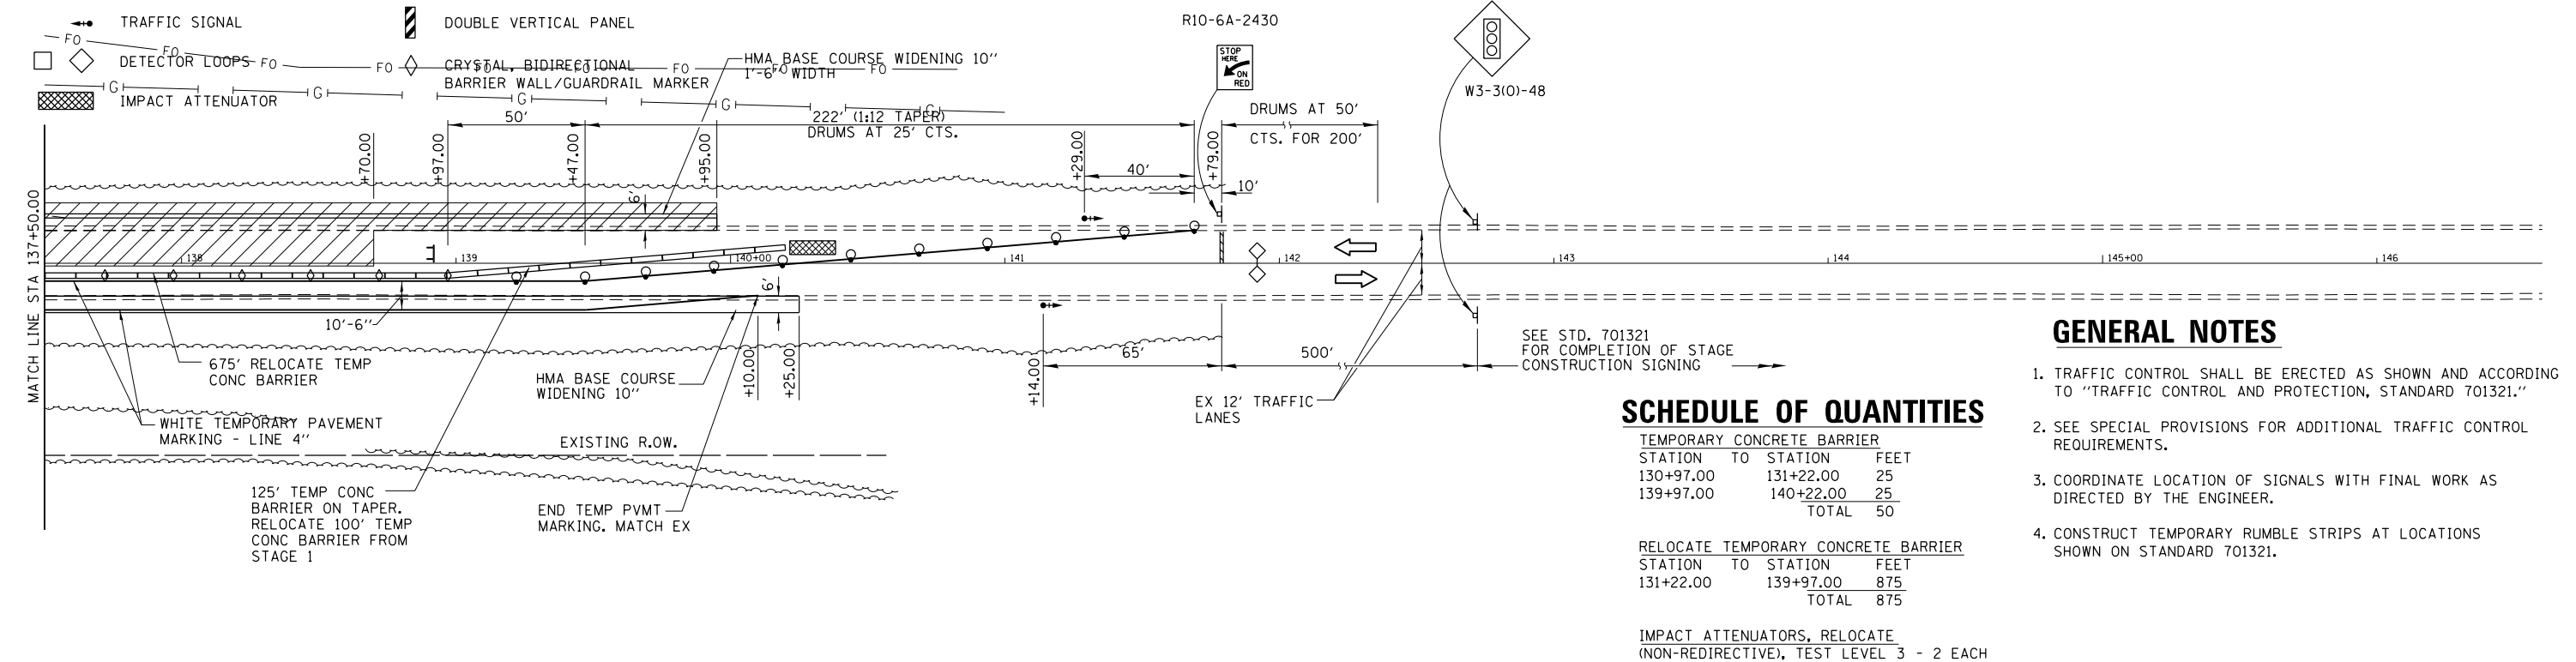 TRAFFIC SIGNAL
DOUBLE VERTICAL PANEL
DETECTOR LOOPS
CRYSTAL, BIDIRECTIONAL
BARRIER WALL/GUARDRAIL MARKER
IMPACT ATTENUATOR
FO FO FO FO FO FO FO FO
G G G G G
HMA BASE COURSE WIDENING 10''
1'-6'' WIDTH
R10-6A-2430
STOP
HERE
ON
RED
W3-3(0)-48
50'
222' (1:12 TAPER)
DRUMS AT 25' CTS.
DRUMS AT 50'
CTS. FOR 200'
+70.00
+97.00
+47.00
+95.00
+29.00
+79.00
40'
10'
6'
MATCH LINE STA 137+50.00
138
139
140+00
141
142
143
144
145+00
146
6'
10'-6''
675' RELOCATE TEMP
CONC BARRIER
HMA BASE COURSE
WIDENING 10''
+10.00
+25.00
+14.00
65'
500'
SEE STD. 701321
FOR COMPLETION OF STAGE
CONSTRUCTION SIGNING
EX 12' TRAFFIC
LANES
WHITE TEMPORARY PAVEMENT
MARKING - LINE 4''
EXISTING R.O.W.
125' TEMP CONC
BARRIER ON TAPER.
RELOCATE 100' TEMP
CONC BARRIER FROM
STAGE 1
END TEMP PVMT
MARKING. MATCH EX
SCHEDULE OF QUANTITIES
TEMPORARY CONCRETE BARRIER
STATION TO STATION FEET
130+97.00 131+22.00 25
139+97.00 140+22.00 25
TOTAL 50
RELOCATE TEMPORARY CONCRETE BARRIER
STATION TO STATION FEET
131+22.00 139+97.00 875
TOTAL 875
IMPACT ATTENUATORS, RELOCATE
(NON-REDIRECTIVE), TEST LEVEL 3 - 2 EACH
GENERAL NOTES
1. TRAFFIC CONTROL SHALL BE ERECTED AS SHOWN AND ACCORDING
TO "TRAFFIC CONTROL AND PROTECTION, STANDARD 701321."
2. SEE SPECIAL PROVISIONS FOR ADDITIONAL TRAFFIC CONTROL
REQUIREMENTS.
3. COORDINATE LOCATION OF SIGNALS WITH FINAL WORK AS
DIRECTED BY THE ENGINEER.
4. CONSTRUCT TEMPORARY RUMBLE STRIPS AT LOCATIONS
SHOWN ON STANDARD 701321.